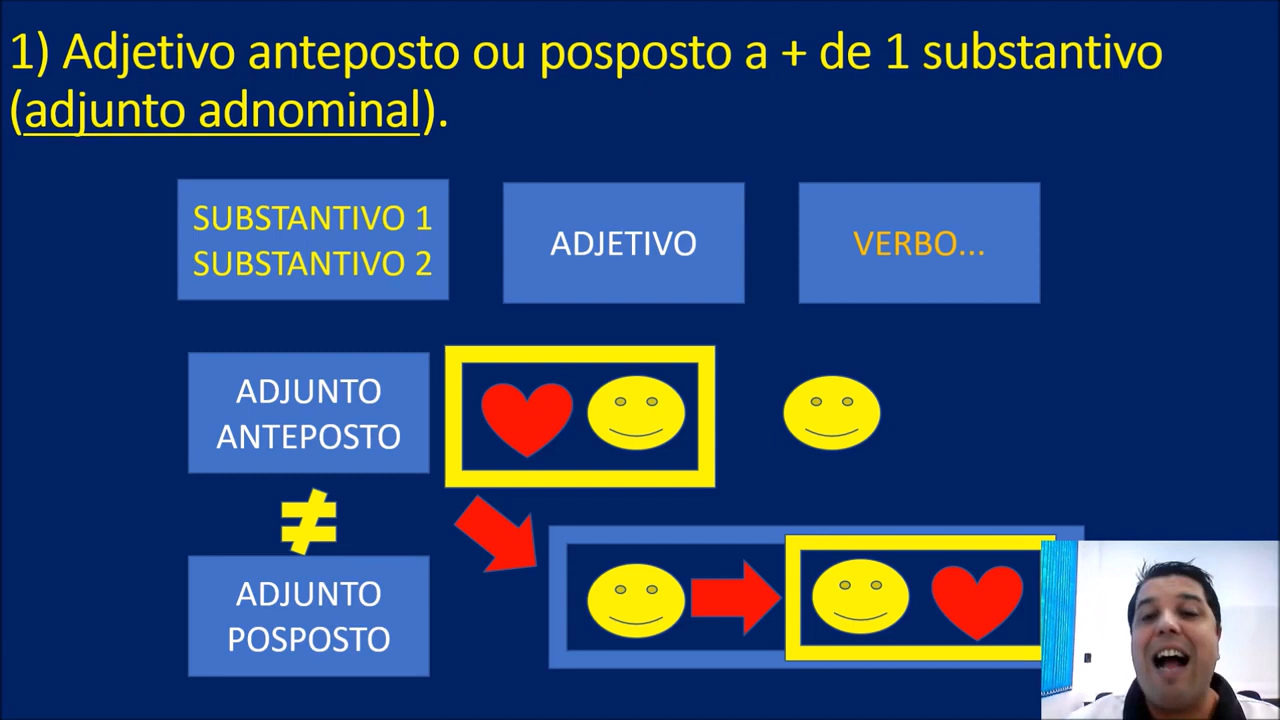 1) Adjetivo anteposto ou posposto a + de 1 substantivo
(adjunto adnominal).
SUBSTANTIVO 1
SUBSTANTIVO 2
ADJETIVO
VERBO...
ADJUNTO
ANTEPOSTO
≠
ADJUNTO
POSPOSTO